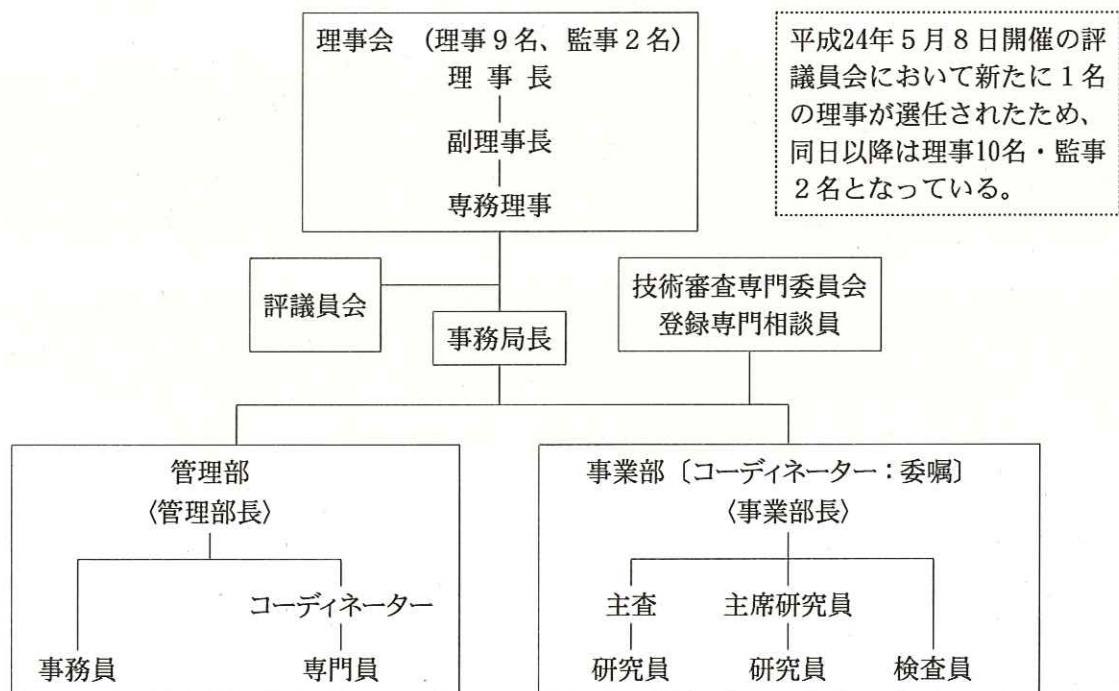 理事会 (理事9名、監事2名)
理事長
副理事長
専務理事
平成24年5月8日開催の評
議員会において新たに1名
の理事が選任されたため、
同日以降は理事10名・監事
2名となっている。
評議員会
事務局長
技術審査専門委員会
登録専門相談員
管理部
〈管理部長〉
コーディネーター
事務員
専門員
事業部〔コーディネーター:委嘱〕
〈事業部長〉
主査
主席研究員
研究員
研究員
検査員